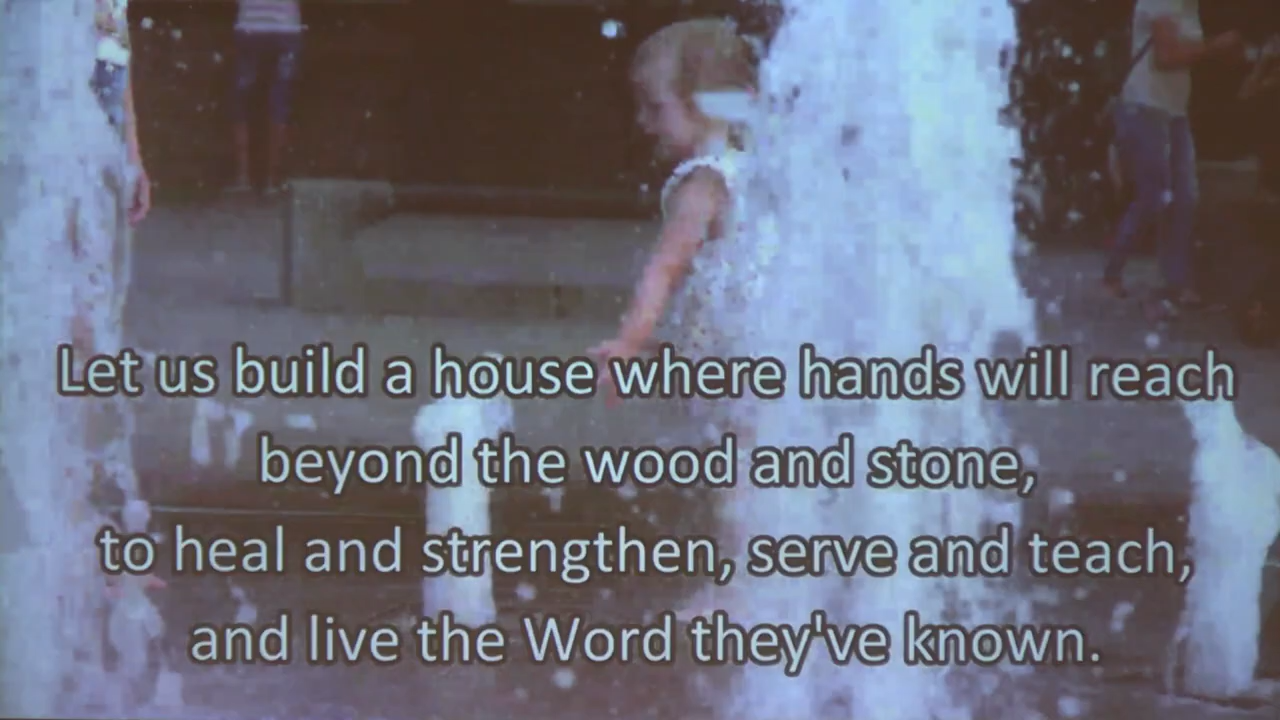 Let us build a house where hands will reach
beyond the wood and stone,
to heal and strengthen, serve and teach,
and live the Word they've known.